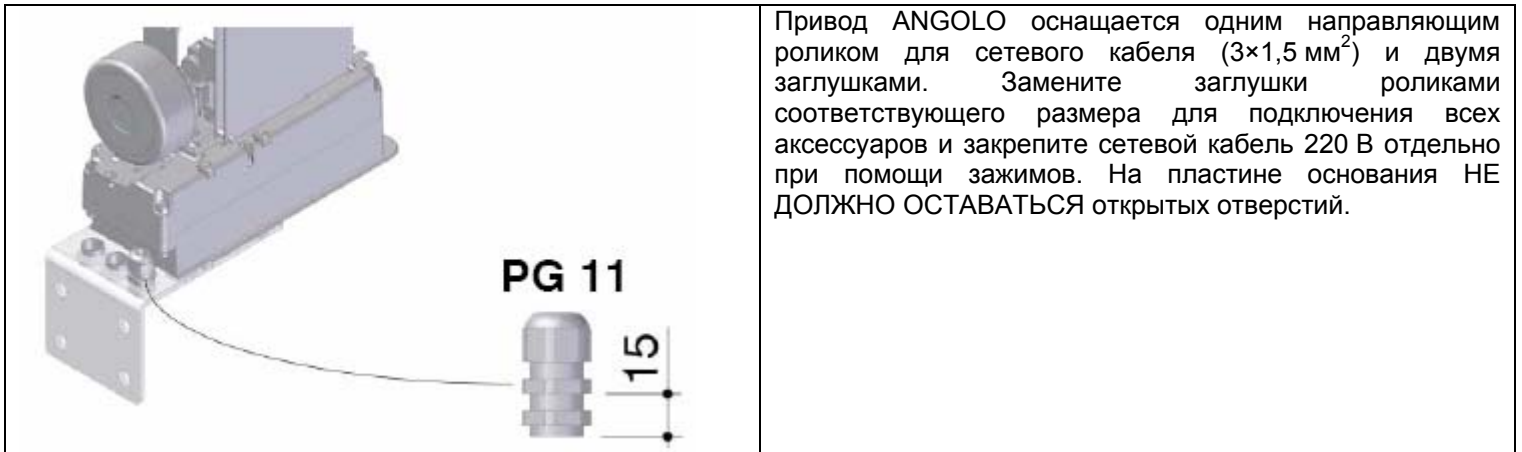 PG 11
15
Привод ANGOLO оснащается одним направляющим
роликом для сетевого кабеля (3×1,5 мм²) и двумя
заглушками. Замените заглушки роликами
соответствующего размера для подключения всех
аксессуаров и закрепите сетевой кабель 220 В отдельно
при помощи зажимов. На пластине основания НЕ
ДОЛЖНО ОСТАВАТЬСЯ открытых отверстий.